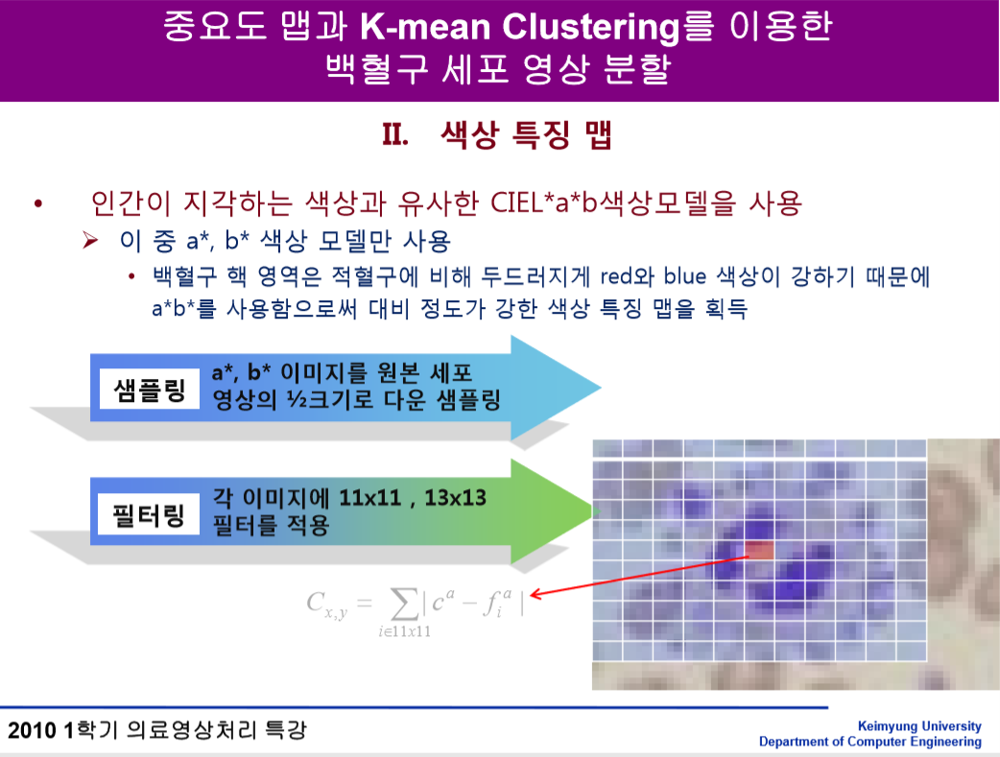 중요도 맵과 K-mean Clustering를 이용한
백혈구 세포 영상 분할
II. 색상 특징 맵
• 인간이 지각하는 색상과 유사한 CIEL*a*b색상모델을 사용
➢ 이 중 a*, b* 색상 모델만 사용
• 백혈구 핵 영역은 적혈구에 비해 두드러지게 red와 blue 색상이 강하기 때문에
a*b*를 사용함으로써 대비 정도가 강한 색상 특징 맵을 획득
샘플링
a*, b* 이미지를 원본 세포
영상의 ½크기로 다운 샘플링
필터링
각 이미지에 11x11 , 13x13
필터를 적용
C_{x,y} = ∑_{i∈11x11} | c^a − f_i^a |
2010 1학기 의료영상처리 특강
Keimyung University
Department of Computer Engineering